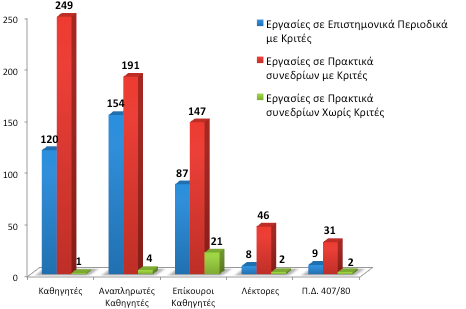 250
200
150
100
50
0
120
249
1
154
191
4
87
147
21
8
46
2
9
31
2
Καθηγητές
Αναπληρωτές
Καθηγητές
Επίκουροι
Καθηγητές
Λέκτορες
Π.Δ. 407/80
Εργασίες σε Επιστημονικά Περιοδικά
με Κριτές
Εργασίες σε Πρακτικά
συνεδρίων με Κριτές
Εργασίες σε Πρακτικά
συνεδρίων Χωρίς Κριτές